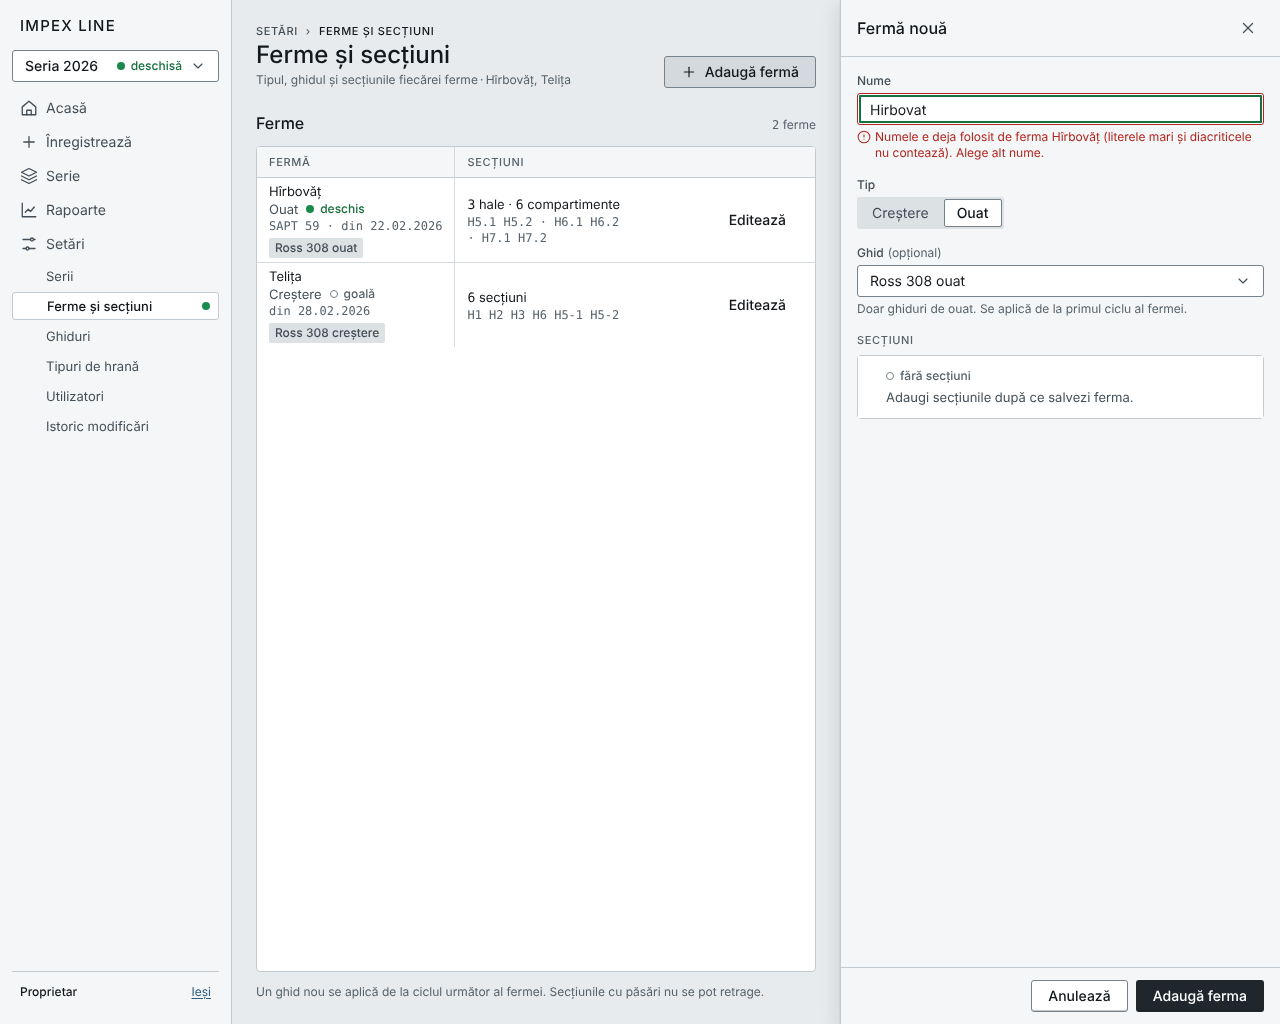 IMPEX LINE
Seria 2026
deschisă
Acasă
Înregistrează
Serie
Rapoarte
Setări
Serii
Ferme și secțiuni
Ghiduri
Tipuri de hrană
Utilizatori
Istoric modificări
Proprietar
Ieși
SETĂRI › FERME ȘI SECȚIUNI
Ferme și secțiuni
Tipul, ghidul și secțiunile fiecărei ferme · Hîrbovăț, Telița
Adaugă fermă
Ferme
2 ferme
FERMĂ
SECȚIUNI
Hîrbovăț
Ouat deschis
SĂPT 59 · din 22.02.2026
Ross 308 ouat
3 hale · 6 compartimente
H5.1 H5.2 · H6.1 H6.2
· H7.1 H7.2
Editează
Telița
Creștere goală
din 28.02.2026
Ross 308 creștere
6 secțiuni
H1 H2 H3 H6 H5-1 H5-2
Editează
Un ghid nou se aplică de la ciclul următor al fermei. Secțiunile cu păsări nu se pot retrage.
Fermă nouă
Nume
Hirbovat
Numele e deja folosit de ferma Hîrbovăț (literele mari și diacriticele
nu contează). Alege alt nume.
Tip
Creștere
Ouat
Ghid (opțional)
Ross 308 ouat
Doar ghiduri de ouat. Se aplică de la primul ciclu al fermei.
SECȚIUNI
fără secțiuni
Adaugi secțiunile după ce salvezi ferma.
Anulează
Adaugă ferma